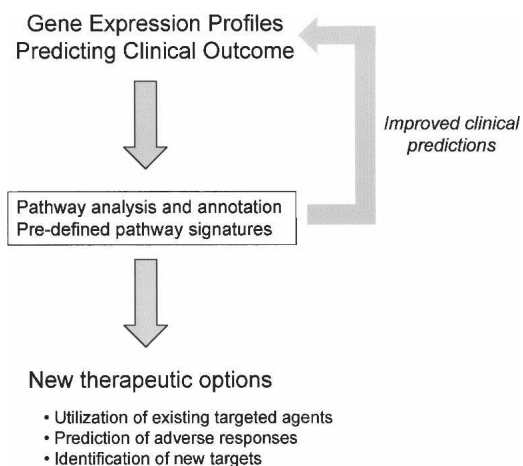 Gene Expression Profiles
Predicting Clinical Outcome
Improved clinical
predictions
Pathway analysis and annotation
Pre-defined pathway signatures
New therapeutic options
• Utilization of existing targeted agents
• Prediction of adverse responses
• Identification of new targets